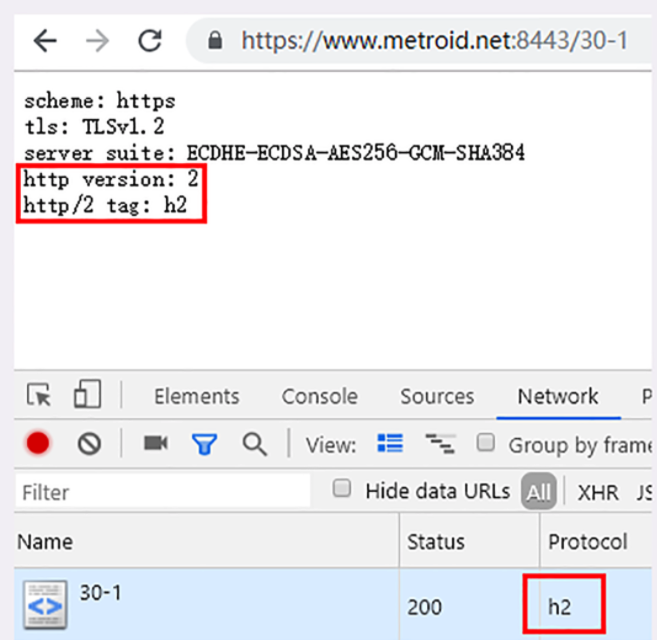 https://www.metroid.net:8443/30-1
scheme: https
tls: TLSv1.2
server suite: ECDHE-ECDSA-AES256-GCM-SHA384
http version: 2
http/2 tag: h2
Elements Console Sources Network P
View: Group by frame
Filter Hide data URLs All XHR JS
Name Status Protocol
30-1 200 h2